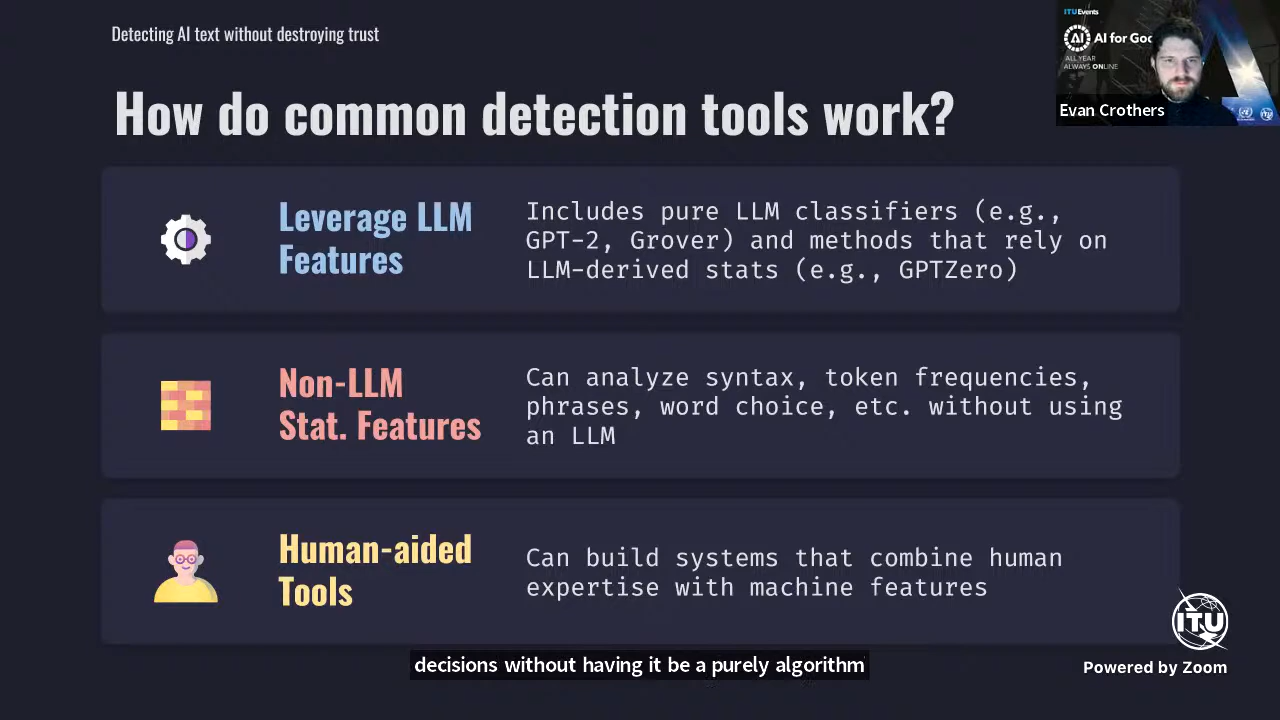 Detecting AI text without destroying trust
ITUEvents
AI
AI for Goo
ALL YEAR
ALWAYS ONLINE
Evan Crothers
How do common detection tools work?
Leverage LLM
Features
Includes pure LLM classifiers (e.g.,
GPT-2, Grover) and methods that rely on
LLM-derived stats (e.g., GPTZero)
Non-LLM
Stat. Features
Can analyze syntax, token frequencies,
phrases, word choice, etc. without using
an LLM
Human-aided
Tools
Can build systems that combine human
expertise with machine features
ITU
decisions without having it be a purely algorithm
Powered by Zoom